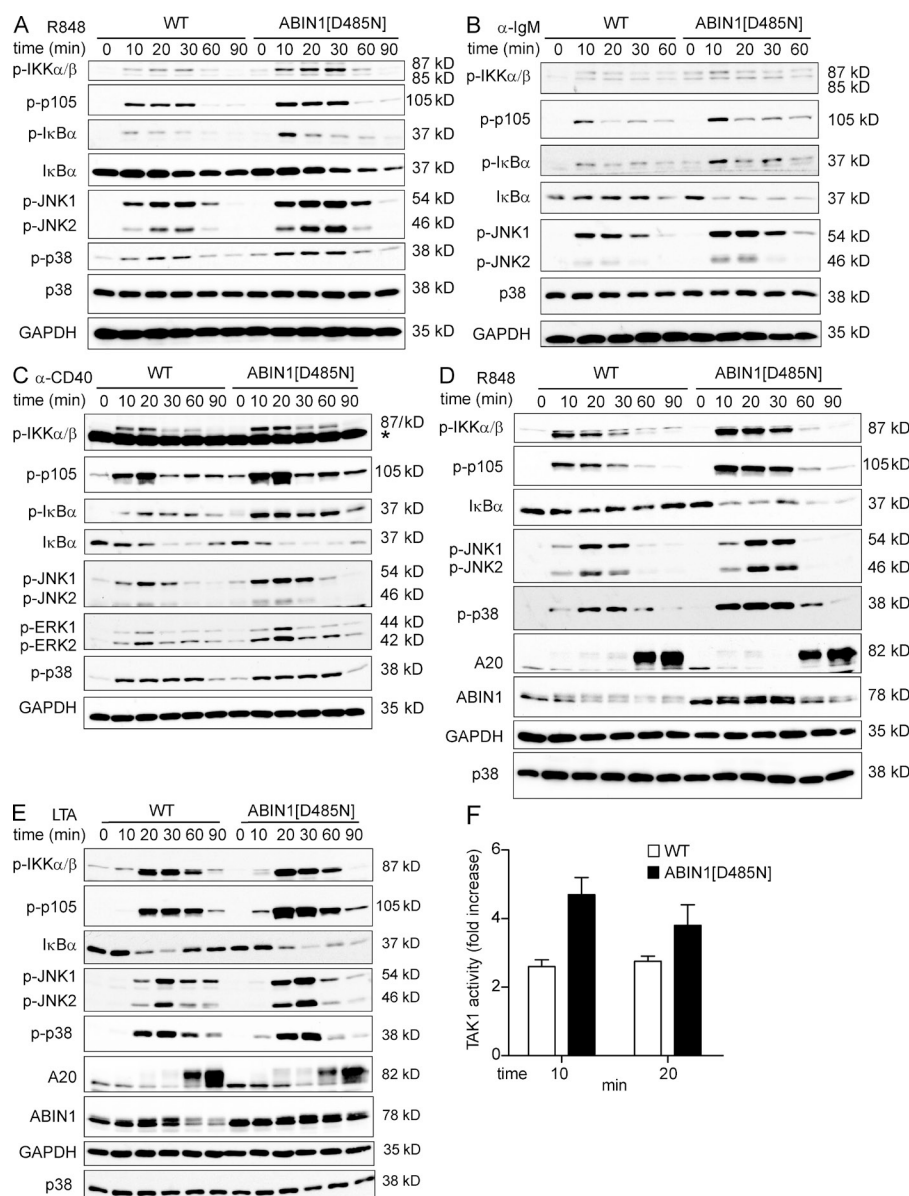 A R848 WT ABIN1[D485N]
time (min) 0 10 20 30 60 90 0 10 20 30 60 90
p-IKKα/β 87 kD
85 kD
p-p105 105 kD
p-IκBα 37 kD
IκBα 37 kD
p-JNK1 54 kD
p-JNK2 46 kD
p-p38 38 kD
p38 38 kD
GAPDH 35 kD
B α-IgM WT ABIN1[D485N]
time (min) 0 10 20 30 60 0 10 20 30 60
p-IKKα/β 87 kD
85 kD
p-p105 105 kD
p-IκBα 37 kD
IκBα 37 kD
p-JNK1 54 kD
p-JNK2 46 kD
p38 38 kD
GAPDH 35 kD
C α-CD40 WT ABIN1[D485N]
time (min) 0 10 20 30 60 90 0 10 20 30 60 90
p-IKKα/β 87/kD
*
p-p105 105 kD
p-IκBα 37 kD
IκBα 37 kD
p-JNK1 54 kD
p-JNK2 46 kD
p-ERK1 44 kD
p-ERK2 42 kD
p-p38 38 kD
GAPDH 35 kD
D R848 WT ABIN1[D485N]
time (min) 0 10 20 30 60 90 0 10 20 30 60 90
p-IKKα/β 87 kD
p-p105 105 kD
IκBα 37 kD
p-JNK1 54 kD
p-JNK2 46 kD
p-p38 38 kD
A20 82 kD
ABIN1 78 kD
GAPDH 35 kD
p38 38 kD
E LTA WT ABIN1[D485N]
time (min) 0 10 20 30 60 90 0 10 20 30 60 90
p-IKKα/β 87 kD
p-p105 105 kD
IκBα 37 kD
p-JNK1 54 kD
p-JNK2 46 kD
p-p38 38 kD
A20 82 kD
ABIN1 78 kD
GAPDH 35 kD
p38 38 kD
F
WT
ABIN1[D485N]
TAK1 activity (fold increase)
6
4
2
0
time 10 20
min